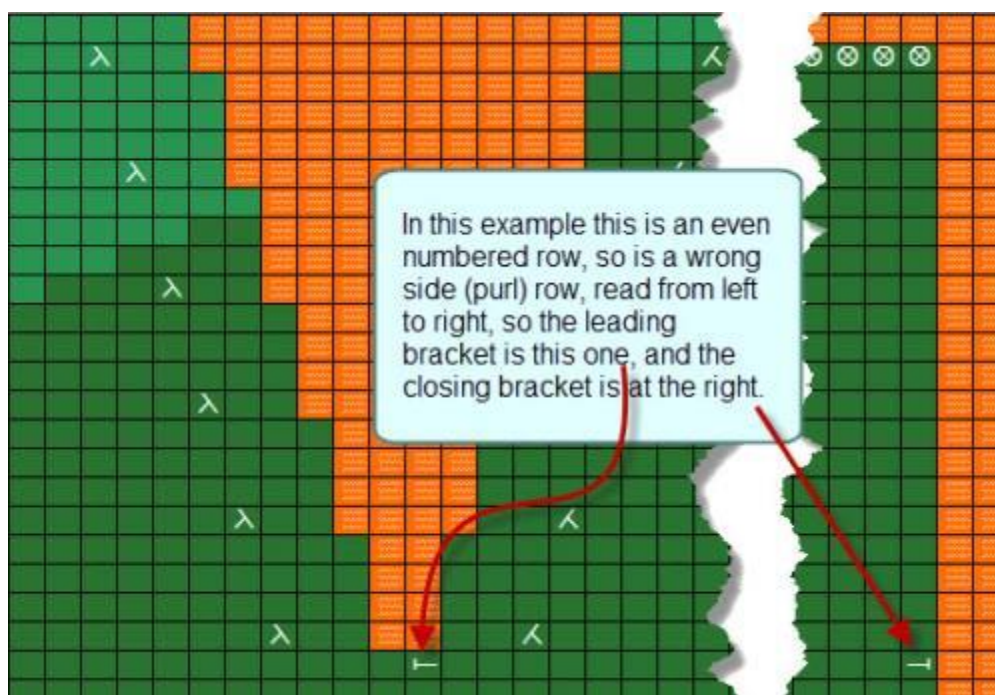 In this example this is an even
numbered row, so is a wrong
side (purl) row, read from left
to right, so the leading
bracket is this one, and the
closing bracket is at the right.